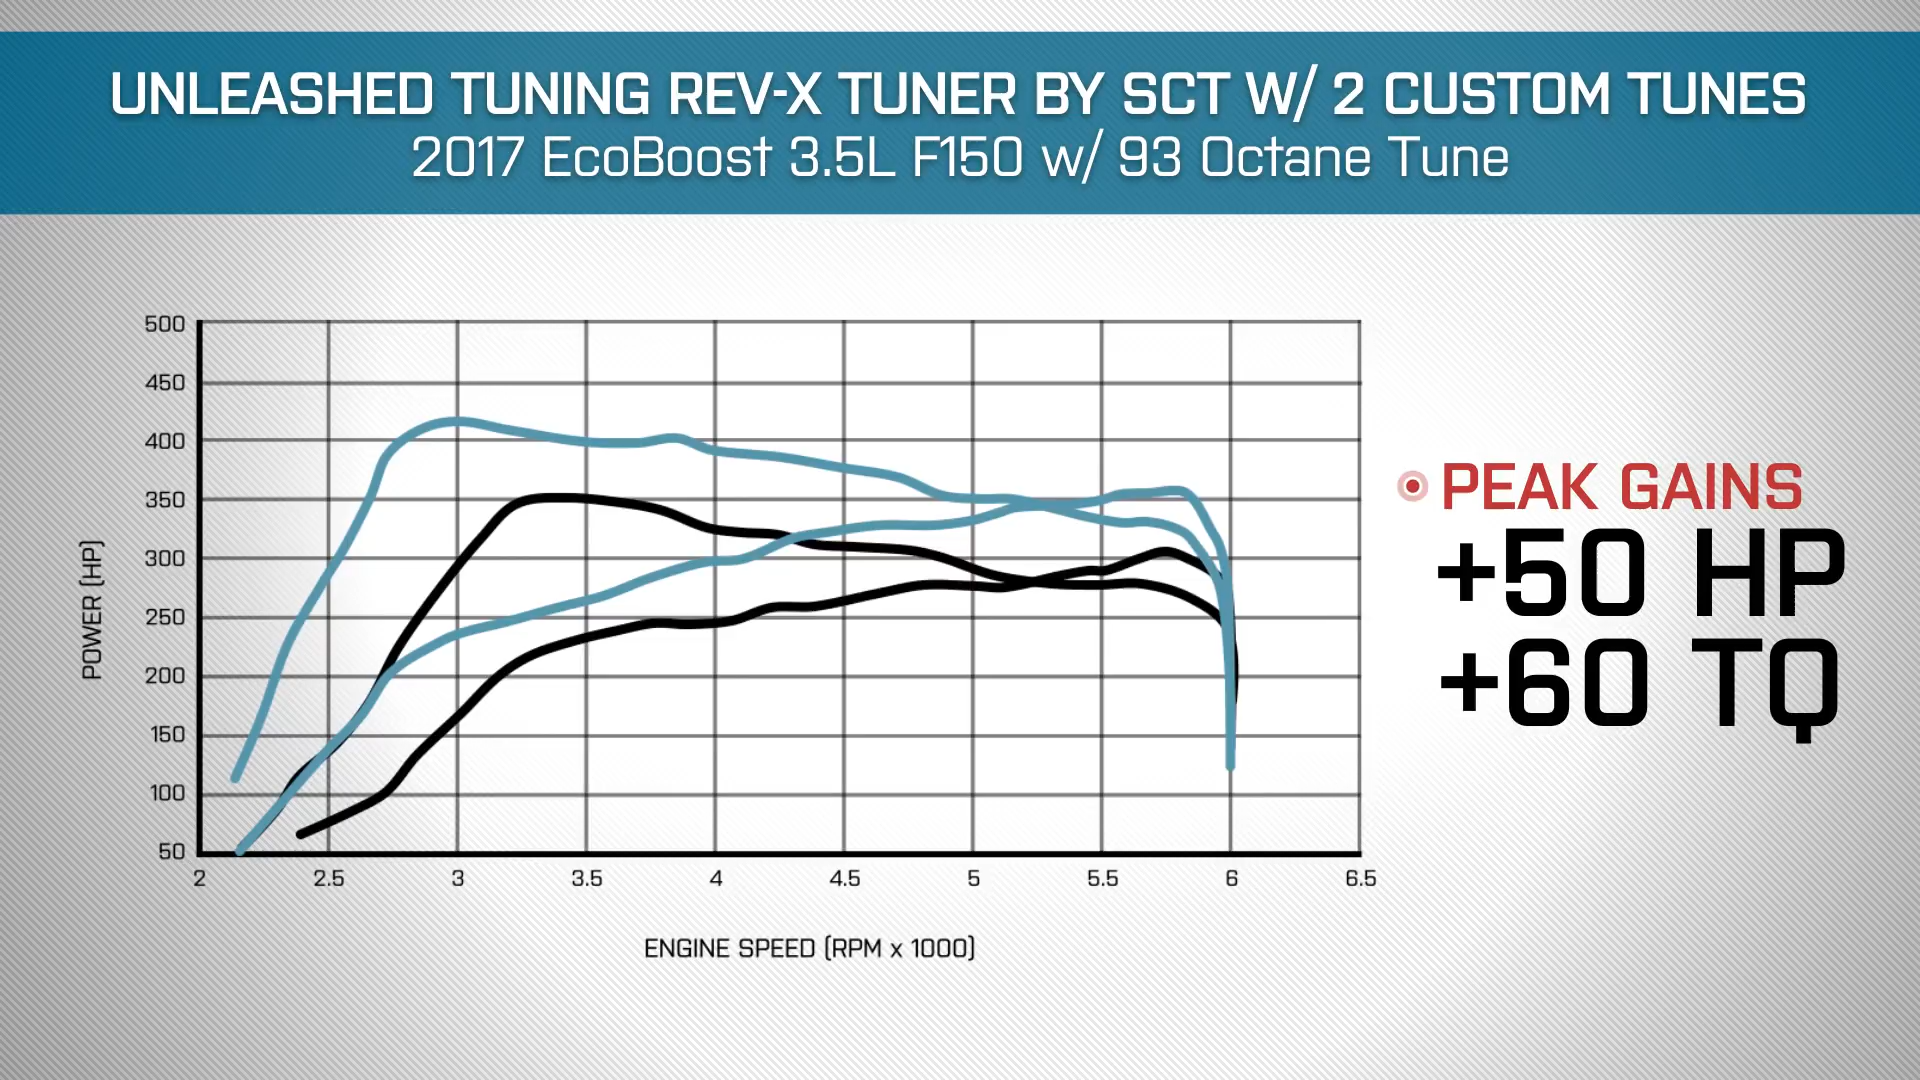 UNLEASHED TUNING REV-X TUNER BY SCT W/ 2 CUSTOM TUNES
2017 EcoBoost 3.5L F150 w/ 93 Octane Tune
500
450
400
350
300
250
200
150
100
50
POWER (HP)
2 2.5 3 3.5 4 4.5 5 5.5 6 6.5
ENGINE SPEED (RPM x 1000)
PEAK GAINS
+50 HP
+60 TQ